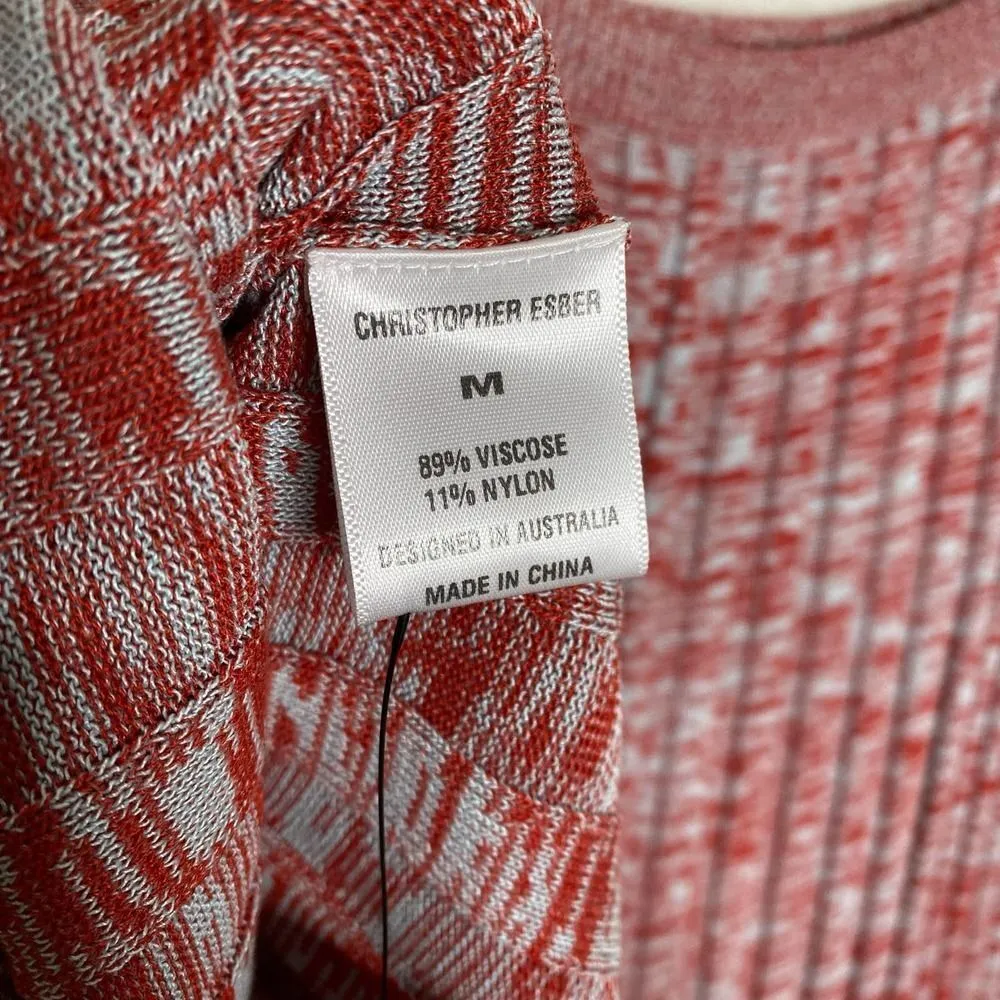 CHRISTOPHER ESBER
M
89% VISCOSE
11% NYLON
DESIGNED IN AUSTRALIA
MADE IN CHINA